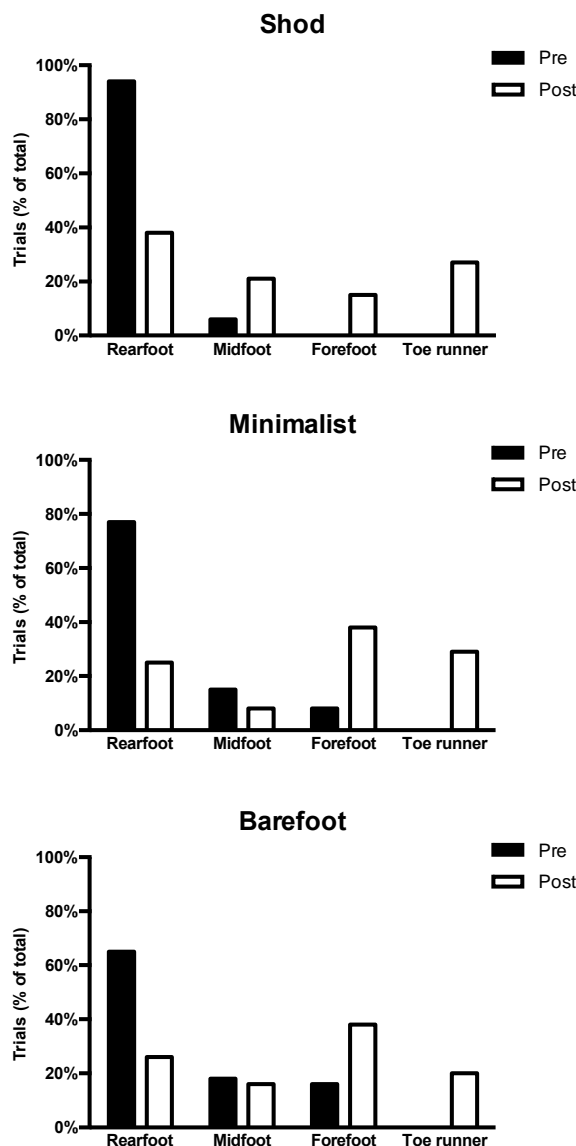 Shod
Pre
Post
Trials (% of total)
100%
80%
60%
40%
20%
0%
Rearfoot Midfoot Forefoot Toe runner
Minimalist
Pre
Post
Trials (% of total)
100%
80%
60%
40%
20%
0%
Rearfoot Midfoot Forefoot Toe runner
Barefoot
Pre
Post
Trials (% of total)
100%
80%
60%
40%
20%
0%
Rearfoot Midfoot Forefoot Toe runner